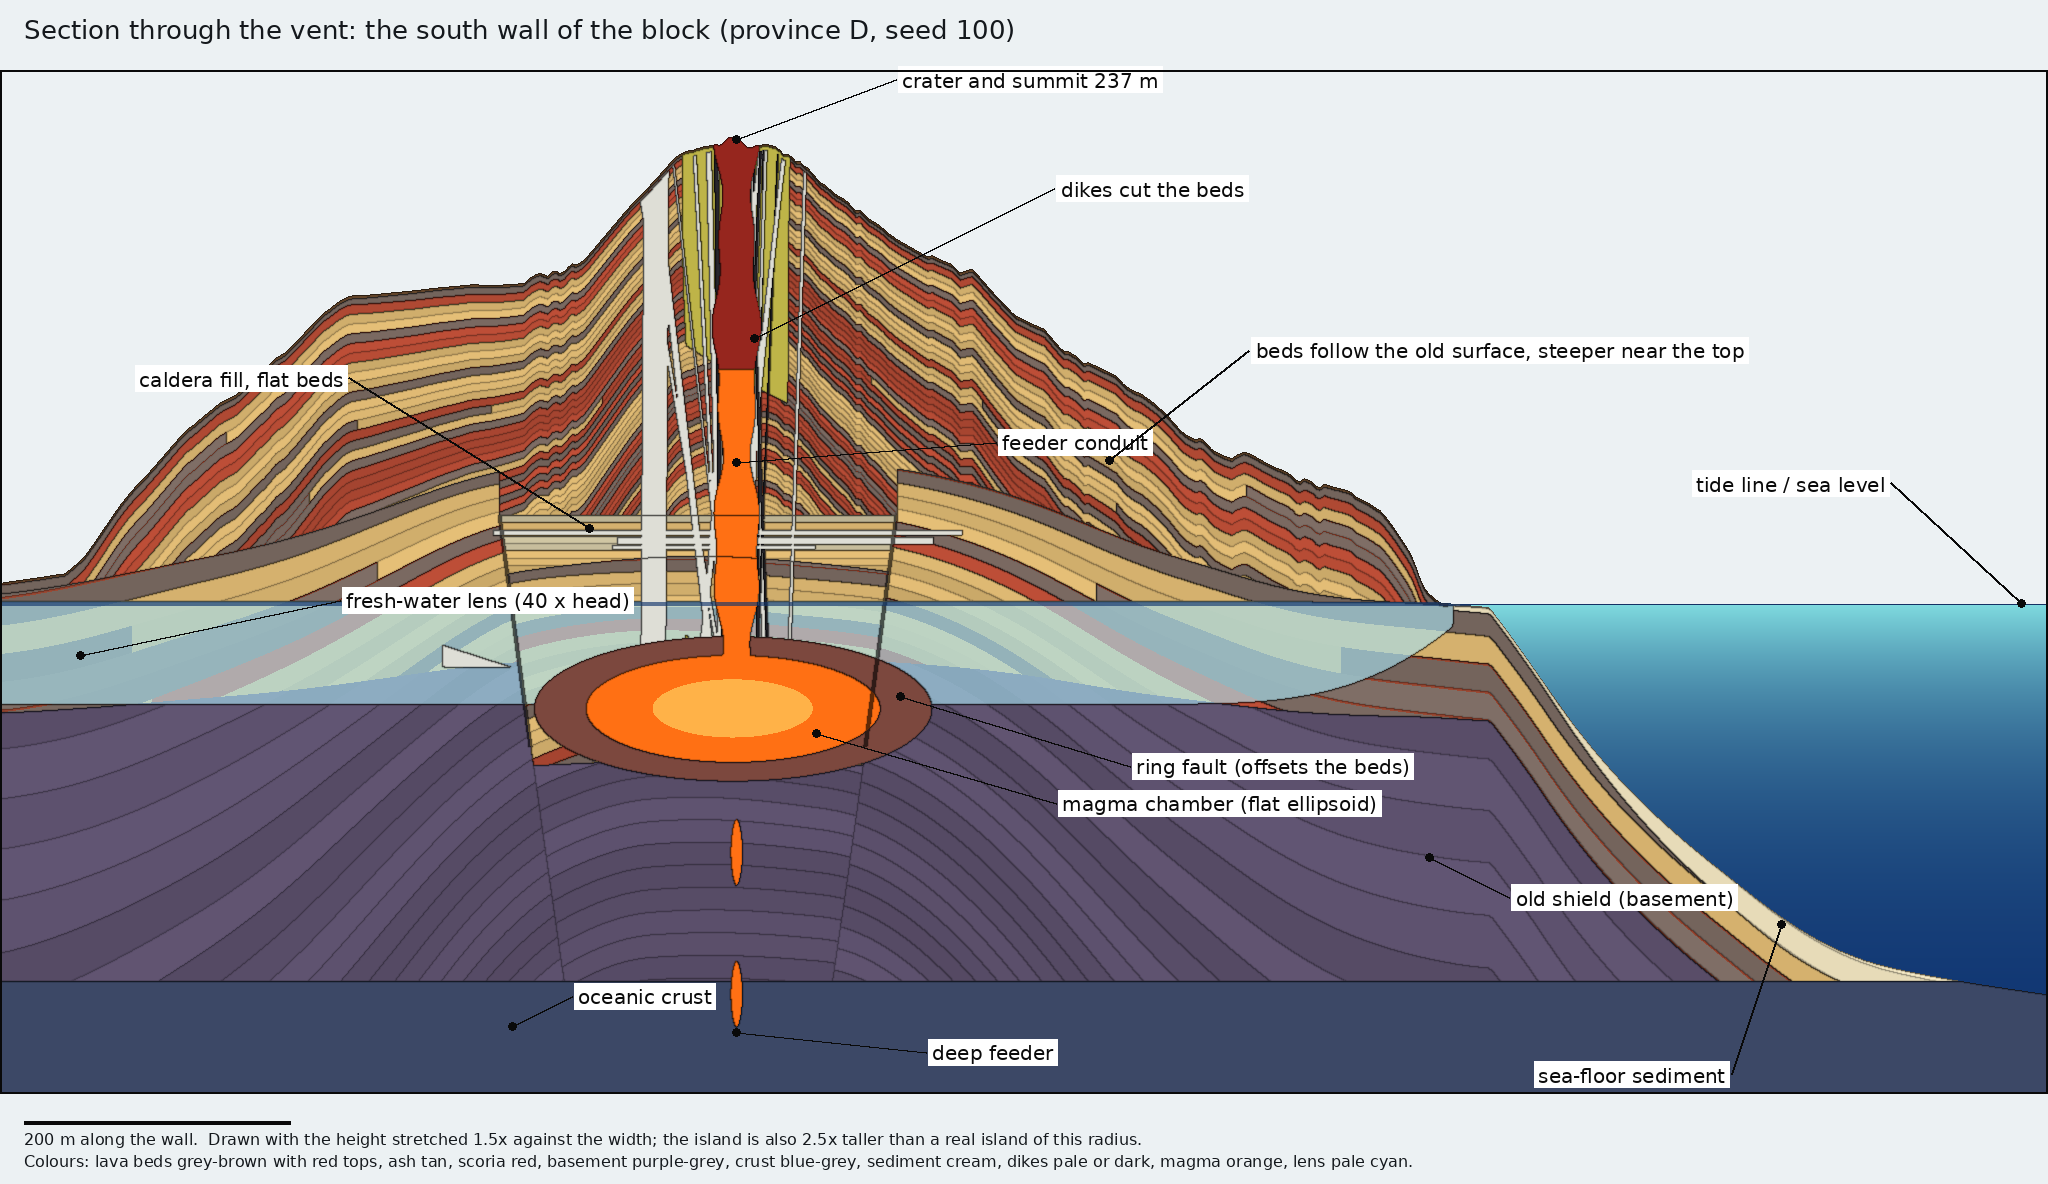 Section through the vent: the south wall of the block (province D, seed 100)
crater and summit 237 m
dikes cut the beds
beds follow the old surface, steeper near the top
caldera fill, flat beds
feeder conduit
tide line / sea level
fresh-water lens (40 x head)
ring fault (offsets the beds)
magma chamber (flat ellipsoid)
old shield (basement)
oceanic crust
deep feeder
sea-floor sediment
200 m along the wall.  Drawn with the height stretched 1.5x against the width; the island is also 2.5x taller than a real island of this radius.
Colours: lava beds grey-brown with red tops, ash tan, scoria red, basement purple-grey, crust blue-grey, sediment cream, dikes pale or dark, magma orange, lens pale cyan.